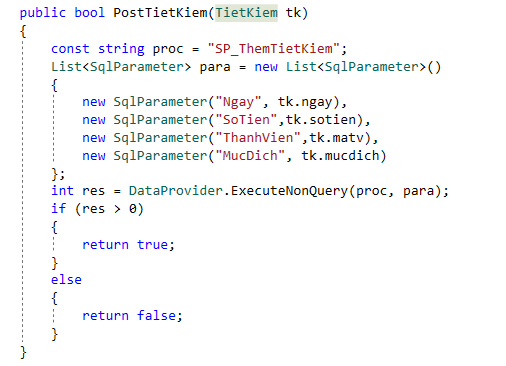 public bool PostTietKiem(TietKiem tk)
{
const string proc = "SP_ThemTietKiem";
List<SqlParameter> para = new List<SqlParameter>()
{
new SqlParameter("Ngay", tk.ngay),
new SqlParameter("SoTien",tk.sotien),
new SqlParameter("ThanhVien",tk.matv),
new SqlParameter("MucDich", tk.mucdich)
};
int res = DataProvider.ExecuteNonQuery(proc, para);
if (res > 0)
{
return true;
}
else
{
return false;
}
}